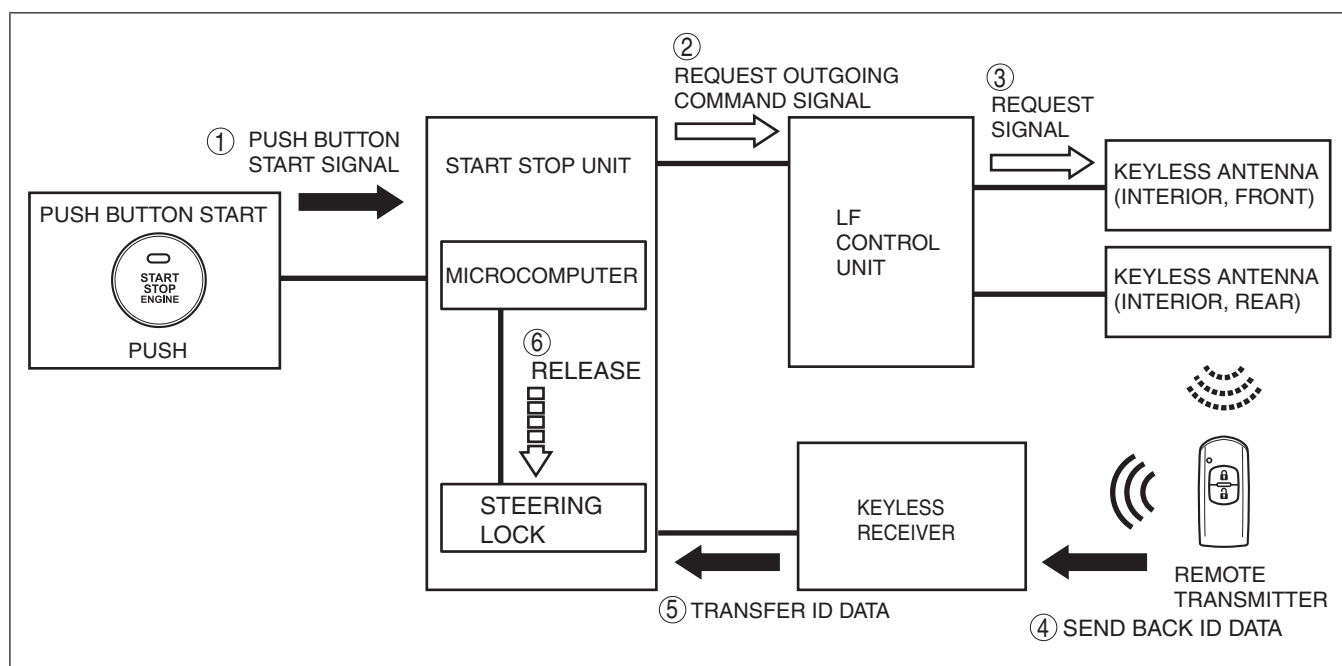 ②
REQUEST OUTGOING
COMMAND SIGNAL
③
REQUEST
SIGNAL
① PUSH BUTTON
START SIGNAL
START STOP UNIT
KEYLESS ANTENNA
(INTERIOR, FRONT)
PUSH BUTTON START
START
STOP
ENGINE
PUSH
MICROCOMPUTER
LF
CONTROL
UNIT
KEYLESS ANTENNA
(INTERIOR, REAR)
⑥
RELEASE
STEERING
LOCK
KEYLESS
RECEIVER
REMOTE
TRANSMITTER
⑤ TRANSFER ID DATA
④ SEND BACK ID DATA